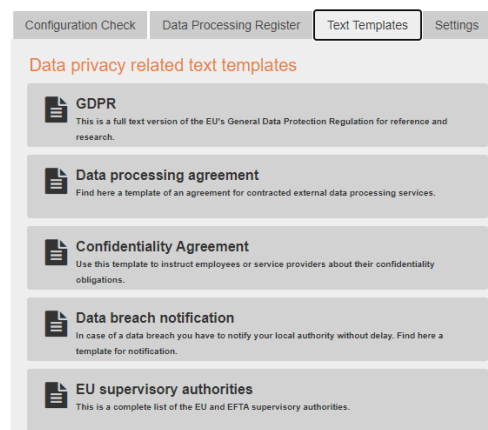 Configuration Check Data Processing Register Text Templates Settings
Data privacy related text templates
GDPR
This is a full text version of the EU's General Data Protection Regulation for reference and
research.
Data processing agreement
Find here a template of an agreement for contracted external data processing services.
Confidentiality Agreement
Use this template to instruct employees or service providers about their confidentiality
obligations.
Data breach notification
In case of a data breach you have to notify your local authority without delay. Find here a
template for notification.
EU supervisory authorities
This is a complete list of the EU and EFTA supervisory authorities.